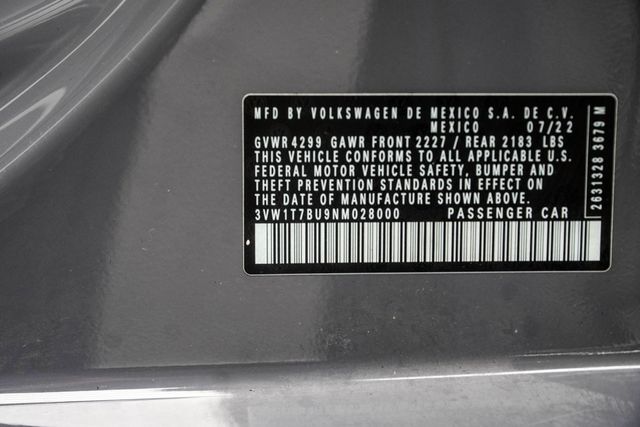 MFD BY VOLKSWAGEN DE MEXICO S.A. DE C.V.
MEXICO 07/22
GVWR 4299 GAWR FRONT 2227 / REAR 2183 LBS
THIS VEHICLE CONFORMS TO ALL APPLICABLE U.S.
FEDERAL MOTOR VEHICLE SAFETY, BUMPER AND
THEFT PREVENTION STANDARDS IN EFFECT ON
THE DATE OF MANUFACTURE SHOWN ABOVE.
3VW1T7BU9NM028000 PASSENGER CAR
2631328 3679 M